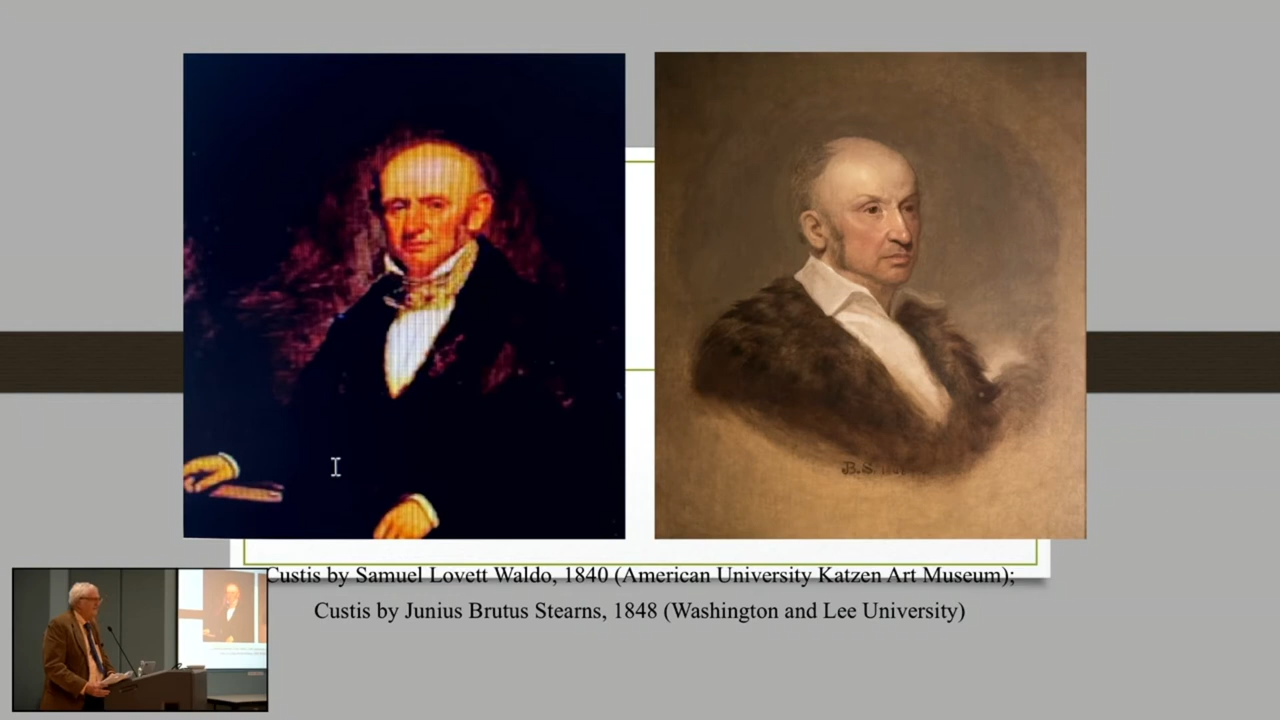 J.B.S. 1848
Custis by Samuel Lovett Waldo, 1840 (American University Katzen Art Museum);
Custis by Junius Brutus Stearns, 1848 (Washington and Lee University)